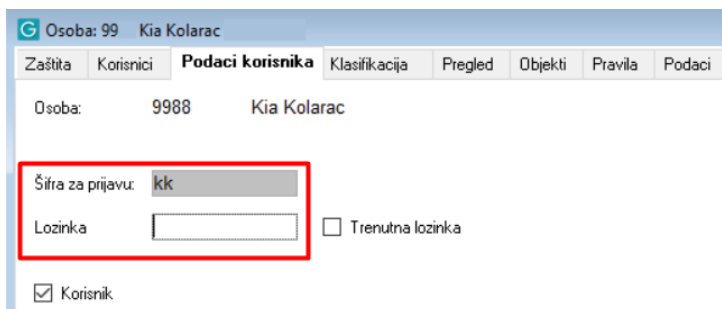 G Osoba: 99 Kia Kolarac
Zaštita Korisnici Podaci korisnika Klasifikacija Pregled Objekti Pravila Podaci
Osoba: 9988 Kia Kolarac
Šifra za prijavu: kk
Lozinka Trenutna lozinka
Korisnik